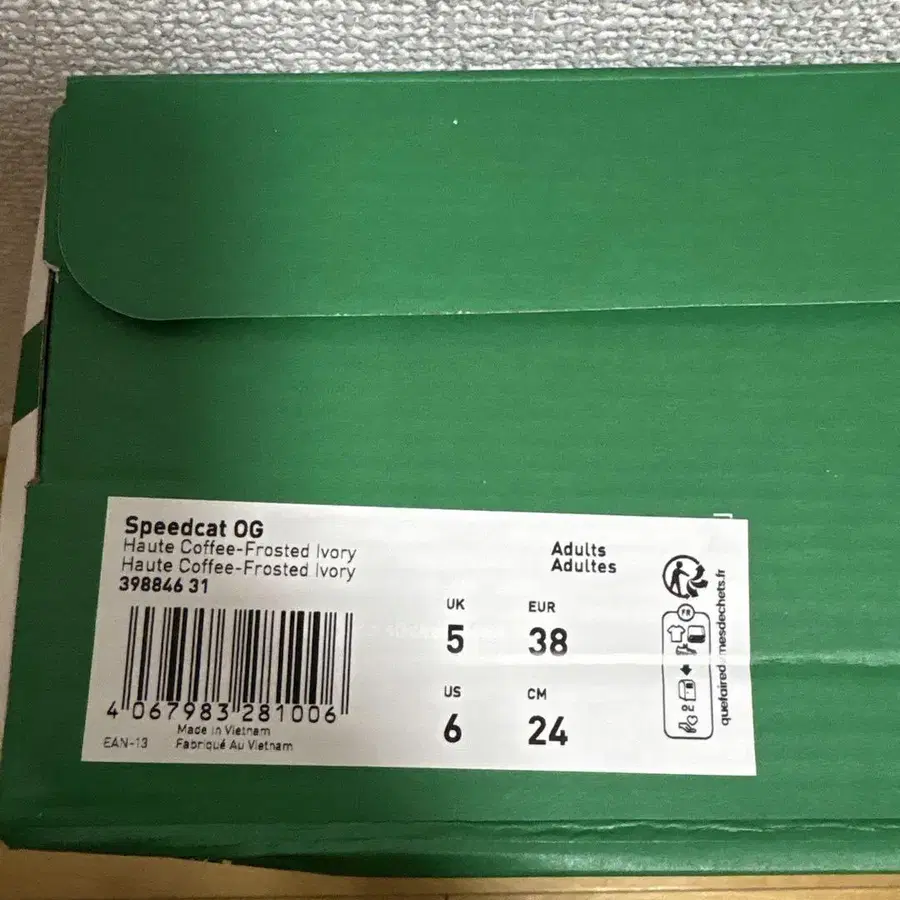 Speedcat OG
Haute Coffee-Frosted Ivory
Haute Coffee-Frosted Ivory
398846 31
Adults
Adultes
UK
5
EUR
38
US
6
CM
24
4 067983 281006
EAN-13
Made in Vietnam
Fabriqué Au Vietnam
FR